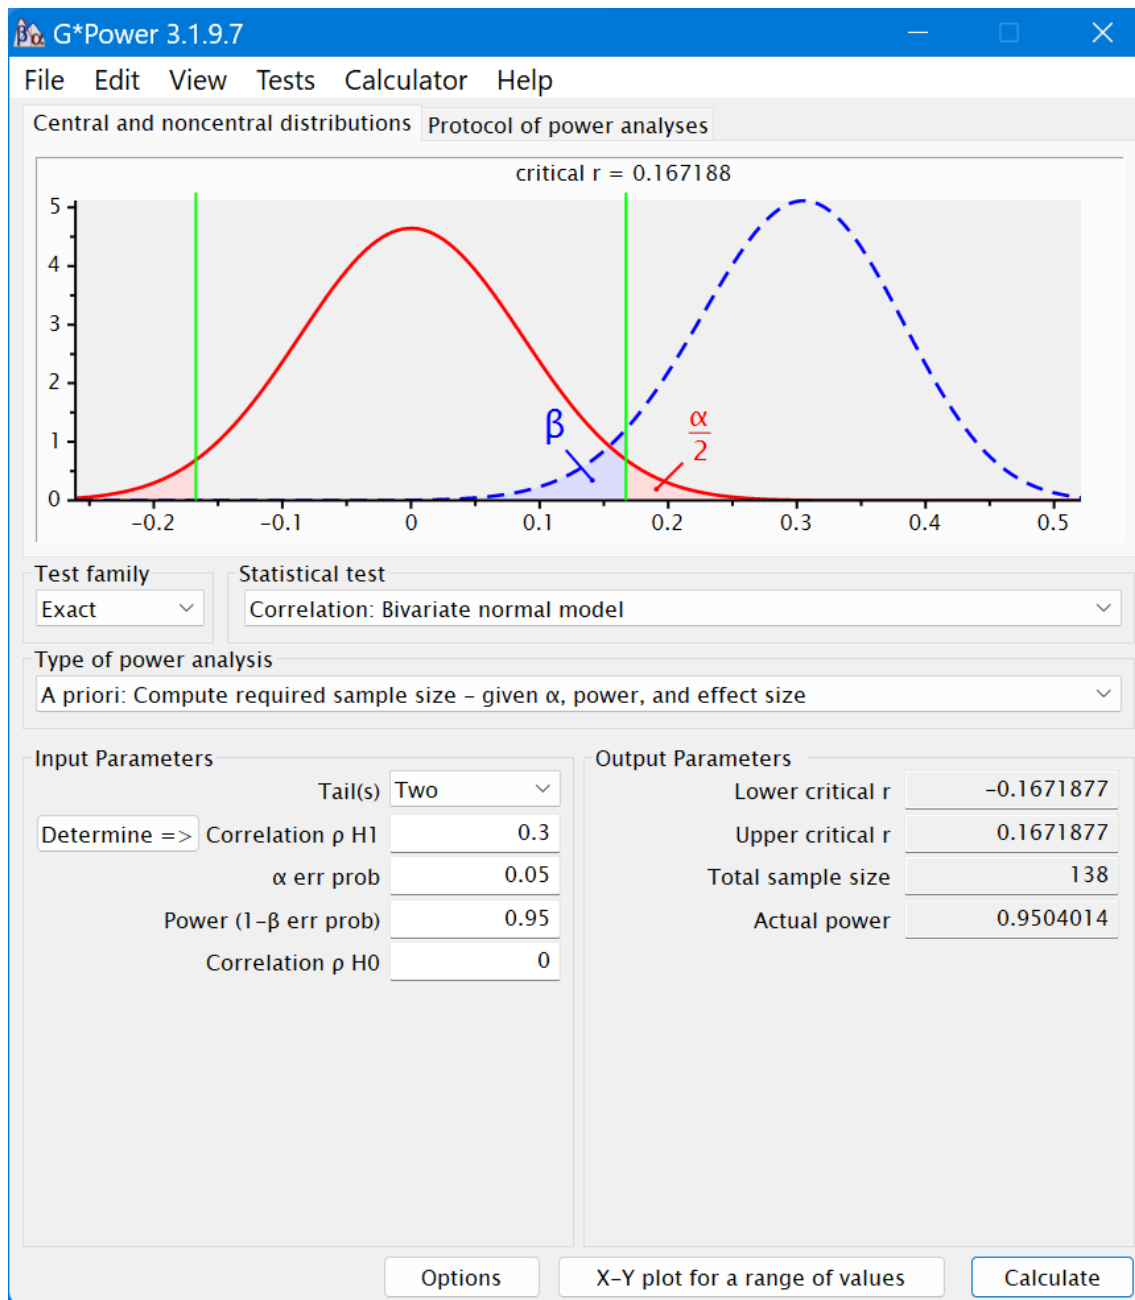 G*Power 3.1.9.7
File Edit View Tests Calculator Help
Central and noncentral distributions Protocol of power analyses
critical r = 0.167188
5
4
3
2
1
0
β
α
2
-0.2 -0.1 0 0.1 0.2 0.3 0.4 0.5
Test family Statistical test
Exact Correlation: Bivariate normal model
Type of power analysis
A priori: Compute required sample size - given α, power, and effect size
Input Parameters
Tail(s) Two
Determine => Correlation ρ H1 0.3
α err prob 0.05
Power (1-β err prob) 0.95
Correlation ρ H0 0
Output Parameters
Lower critical r -0.1671877
Upper critical r 0.1671877
Total sample size 138
Actual power 0.9504014
Options X-Y plot for a range of values Calculate